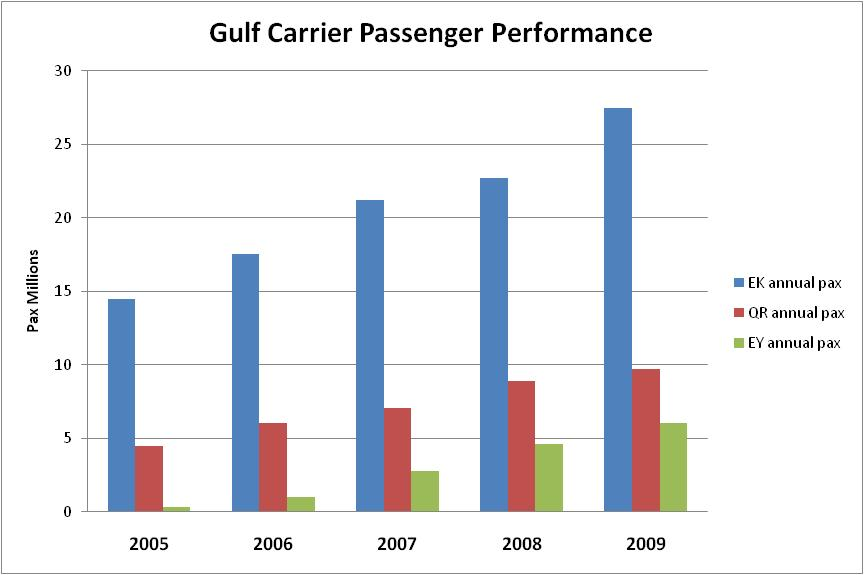 Gulf Carrier Passenger Performance
30
25
20
15
10
5
0
Pax Millions
2005 2006 2007 2008 2009
EK annual pax
QR annual pax
EY annual pax